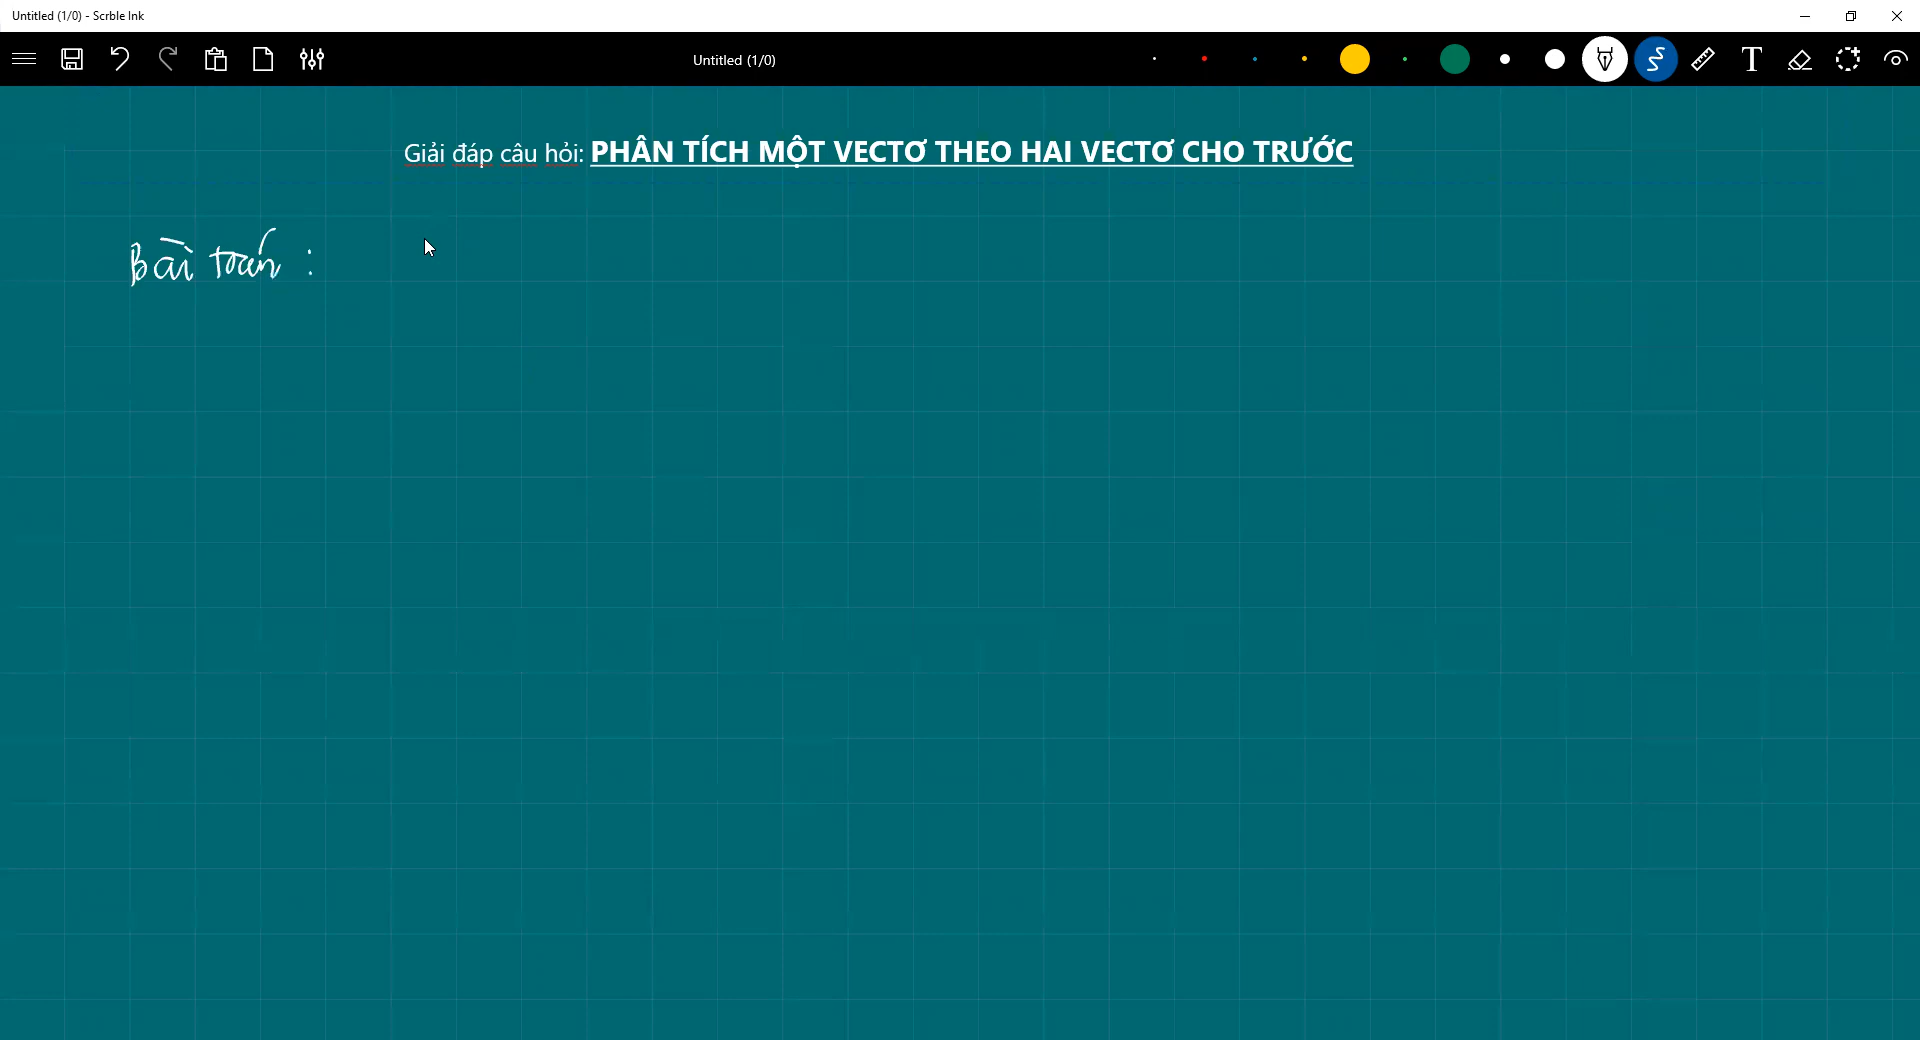 Untitled (1/0) - Scrble Ink
Untitled (1/0)
T
Giải đáp câu hỏi: PHÂN TÍCH MỘT VECTƠ THEO HAI VECTƠ CHO TRƯỚC
Bài toán :